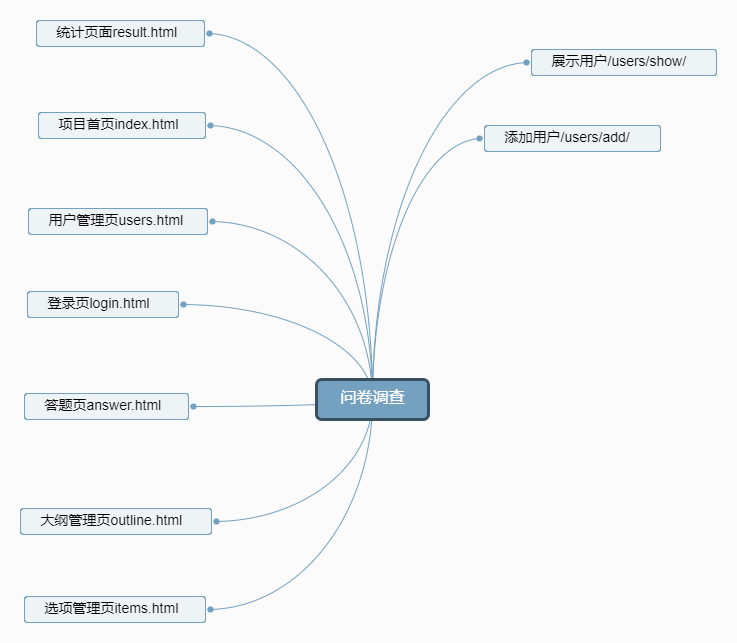 统计页面result.html
项目首页index.html
用户管理页users.html
登录页login.html
答题页answer.html
大纲管理页outline.html
选项管理页items.html
问卷调查
展示用户/users/show/
添加用户/users/add/